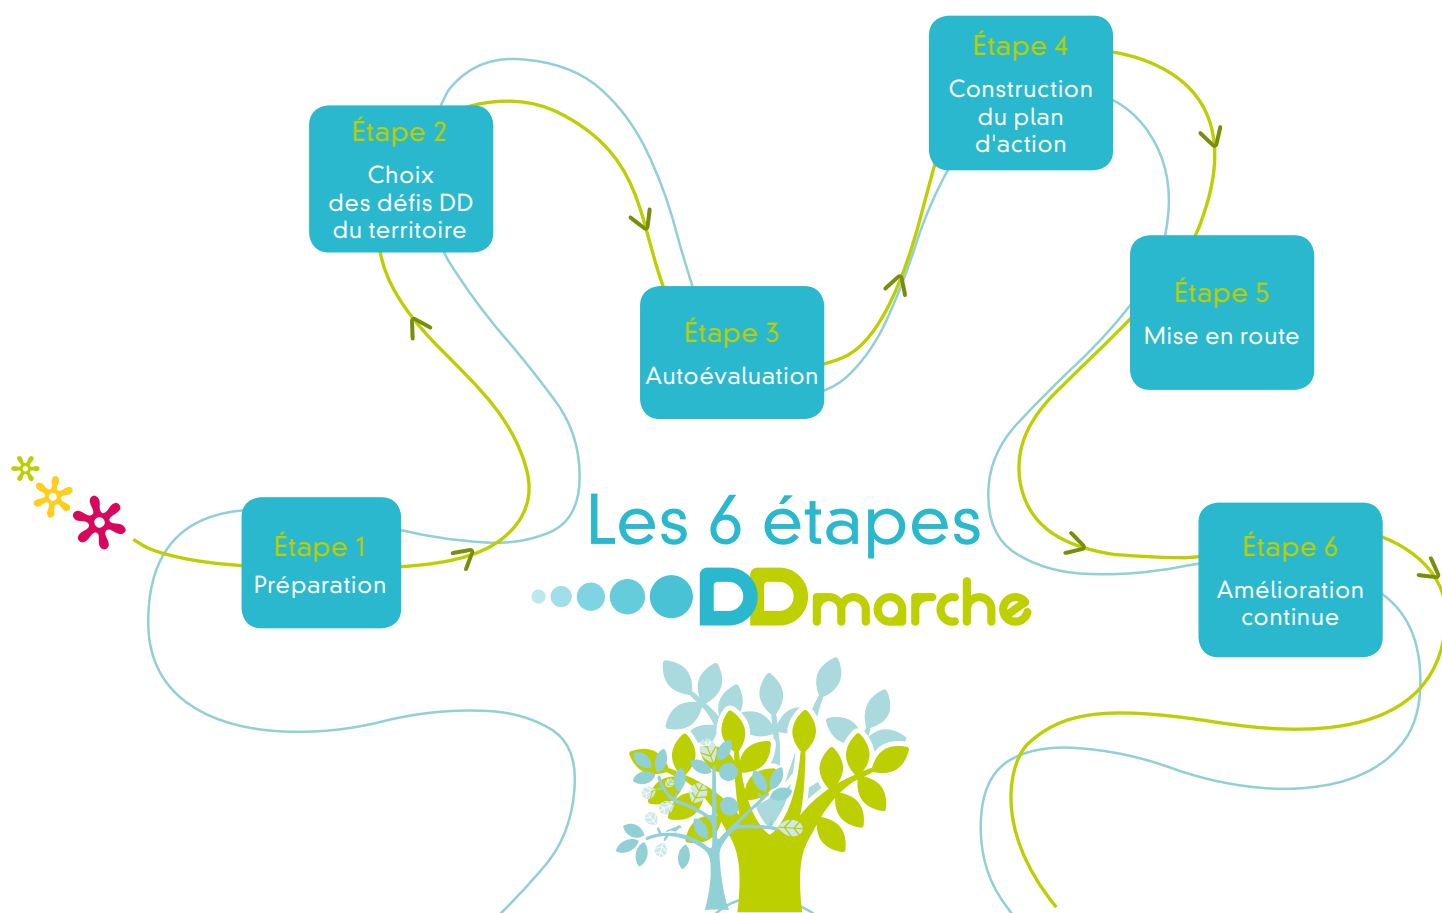 Étape 1
Préparation
Étape 2
Choix
des défis DD
du territoire
Étape 3
Autoévaluation
Étape 4
Construction
du plan
d'action
Étape 5
Mise en route
Étape 6
Amélioration
continue
Les 6 étapes
DDmarche